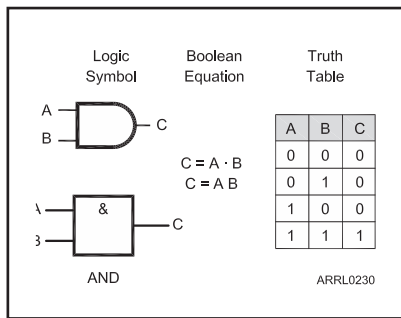 Logic Symbol
Boolean Equation
Truth Table
A
B
C
C = A · B
C = A B
A B C
0 0 0
0 1 0
1 0 0
1 1 1
A
B
&
C
AND
ARRL0230